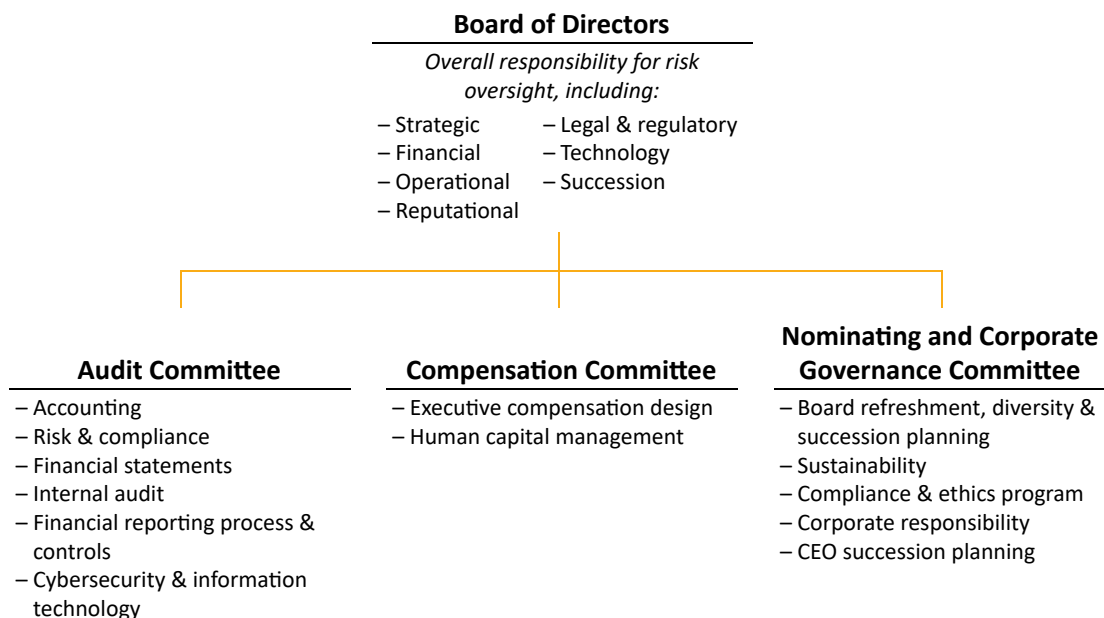 Board of Directors
Overall responsibility for risk
oversight, including:
– Strategic
– Financial
– Operational
– Reputational
– Legal & regulatory
– Technology
– Succession
Audit Committee
– Accounting
– Risk & compliance
– Financial statements
– Internal audit
– Financial reporting process &
controls
– Cybersecurity & information
technology
Compensation Committee
– Executive compensation design
– Human capital management
Nominating and Corporate
Governance Committee
– Board refreshment, diversity &
succession planning
– Sustainability
– Compliance & ethics program
– Corporate responsibility
– CEO succession planning